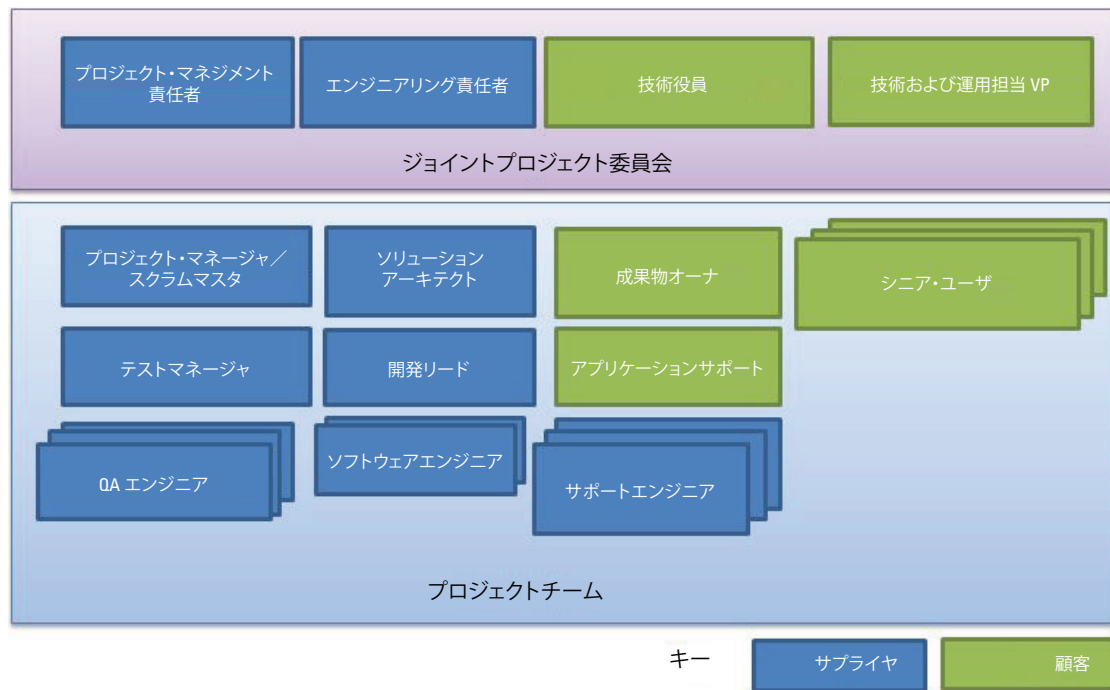 プロジェクト・マネジメント
責任者
エンジニアリング責任者
技術役員
技術および運用担当 VP
ジョイントプロジェクト委員会
プロジェクト・マネージャ／
スクラムマスタ
ソリューション
アーキテクト
成果物オーナ
シニア・ユーザ
テストマネージャ
開発リード
アプリケーションサポート
QA エンジニア
ソフトウェアエンジニア
サポートエンジニア
プロジェクトチーム
キー
サプライヤ
顧客